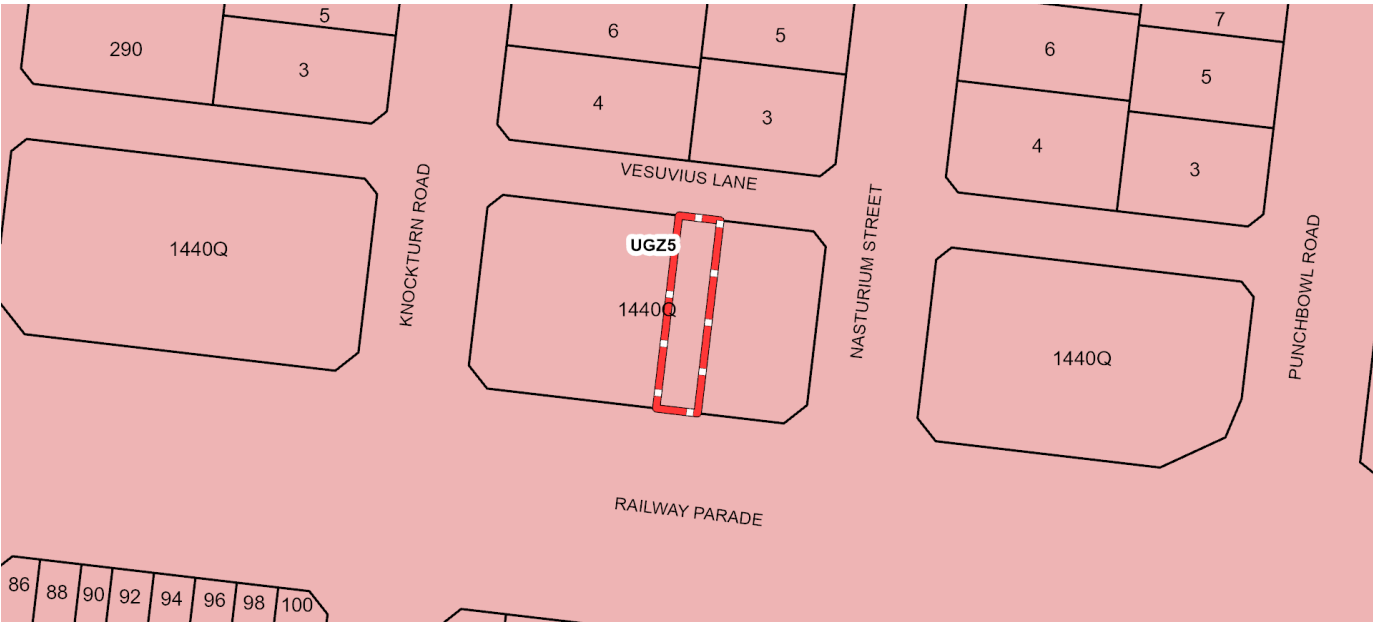 5
7
290
3
6
5
6
5
4
3
4
3
VESUVIUS LANE
KNOCKTURN ROAD
NASTURIUM STREET
PUNCHBOWL ROAD
1440Q
UGZ5
1440Q
1440Q
RAILWAY PARADE
86
88
90
92
94
96
98
100